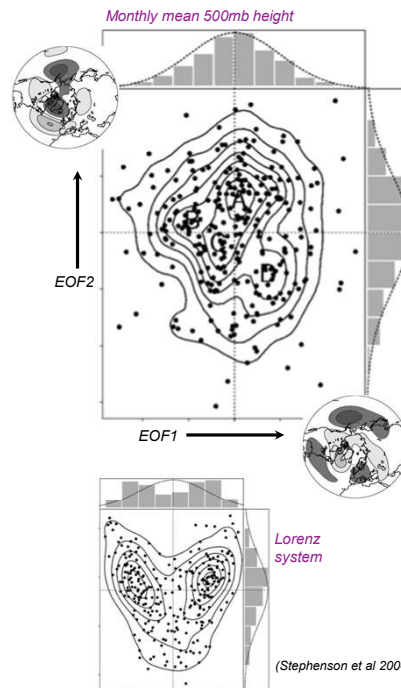 Monthly mean 500mb height
A
B
C
D
EOF2
EOF1
Lorenz
system
(Stephenson et al 200